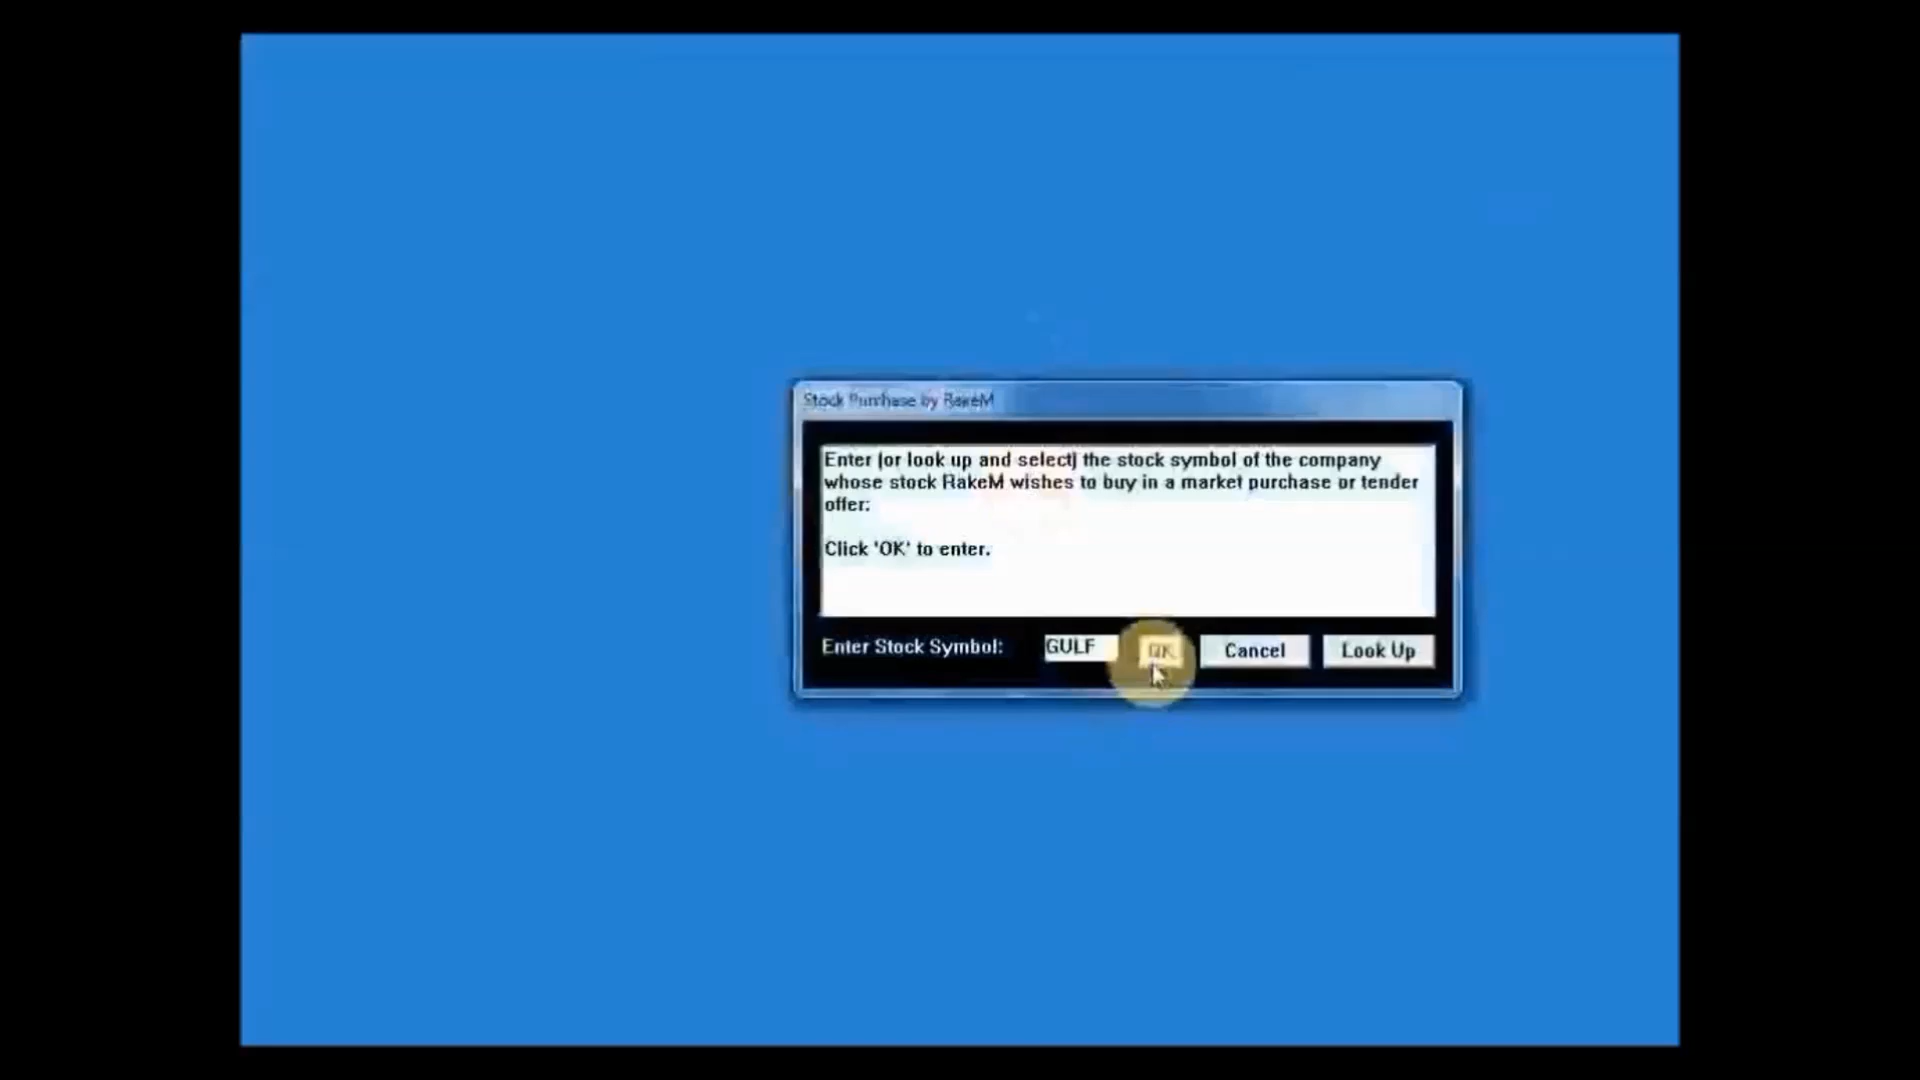 Stock Purchase by RakeM
Enter (or look up and select) the stock symbol of the company
whose stock RakeM wishes to buy in a market purchase or tender
offer:
Click 'OK' to enter.
Enter Stock Symbol: GULF OK Cancel Look Up